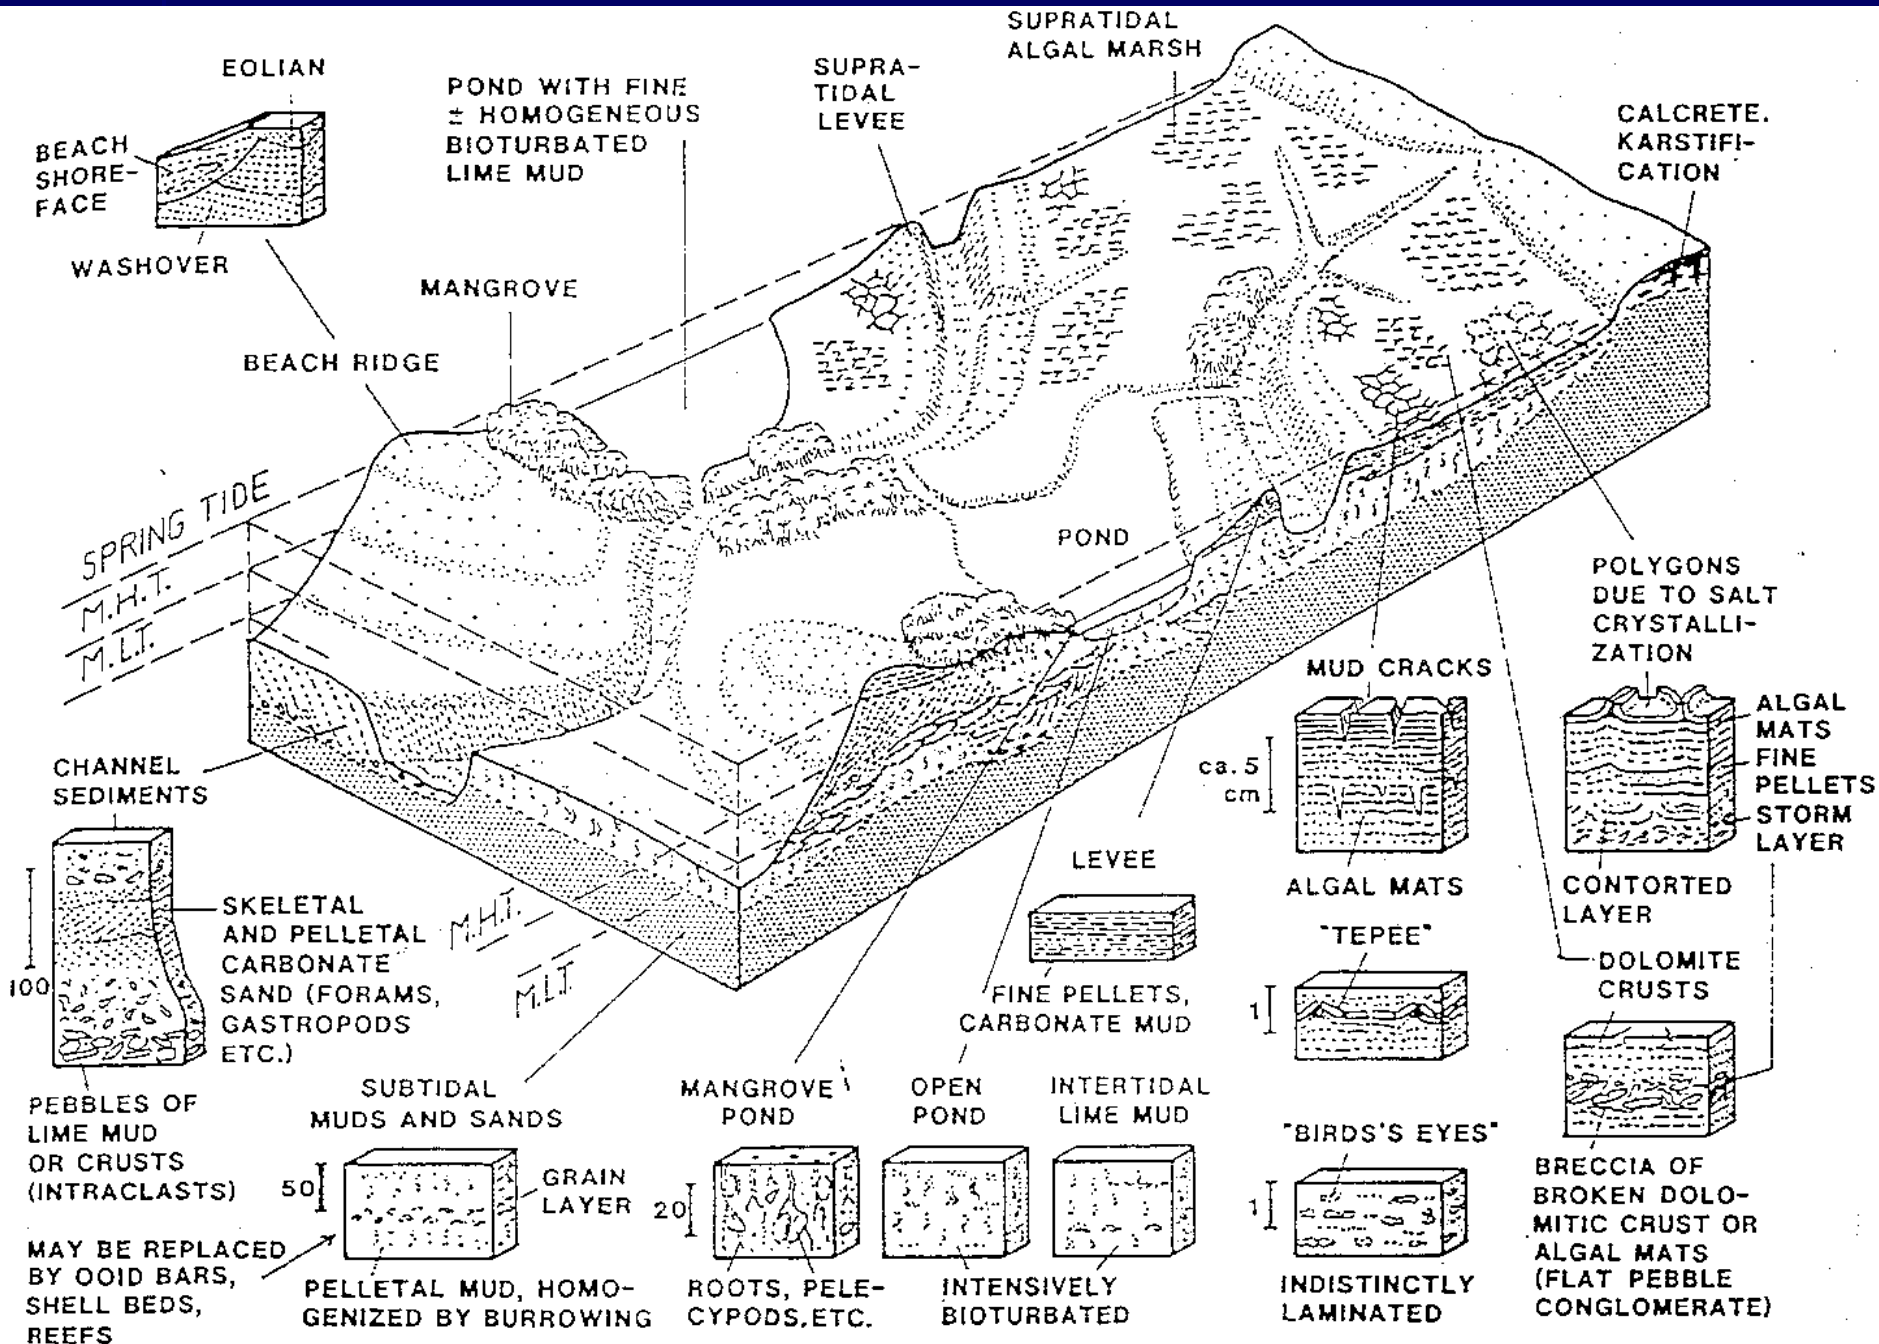 SUPRATIDAL
ALGAL MARSH
EOLIAN
POND WITH FINE
± HOMOGENEOUS
BIOTURBATED
LIME MUD
SUPRA-
TIDAL
LEVEE
CALCRETE.
KARSTIFI-
CATION
BEACH
SHORE-
FACE
WASHOVER
MANGROVE
BEACH RIDGE
SPRING TIDE
M.H.T.
M.L.T.
POND
POLYGONS
DUE TO SALT
CRYSTALLI-
ZATION
MUD CRACKS
ALGAL
MATS
FINE
PELLETS
STORM
LAYER
ca. 5
cm
CHANNEL
SEDIMENTS
LEVEE
ALGAL MATS
CONTORTED
LAYER
SKELETAL
AND PELLETAL
CARBONATE
SAND (FORAMS,
GASTROPODS
ETC.)
100
M.H.T.
M.L.T.
"TEPEE"
DOLOMITE
CRUSTS
FINE PELLETS,
CARBONATE MUD
1
PEBBLES OF
LIME MUD
OR CRUSTS
(INTRACLASTS)
SUBTIDAL
MUDS AND SANDS
MANGROVE
POND
OPEN
POND
INTERTIDAL
LIME MUD
"BIRDS'S EYES"
50
GRAIN
LAYER
20
1
BRECCIA OF
BROKEN DOLO-
MITIC CRUST OR
ALGAL MATS
(FLAT PEBBLE
CONGLOMERATE)
MAY BE REPLACED
BY OOID BARS,
SHELL BEDS,
REEFS
PELLETAL MUD, HOMO-
GENIZED BY BURROWING
ROOTS, PELE-
CYPODS, ETC.
INTENSIVELY
BIOTURBATED
INDISTINCTLY
LAMINATED